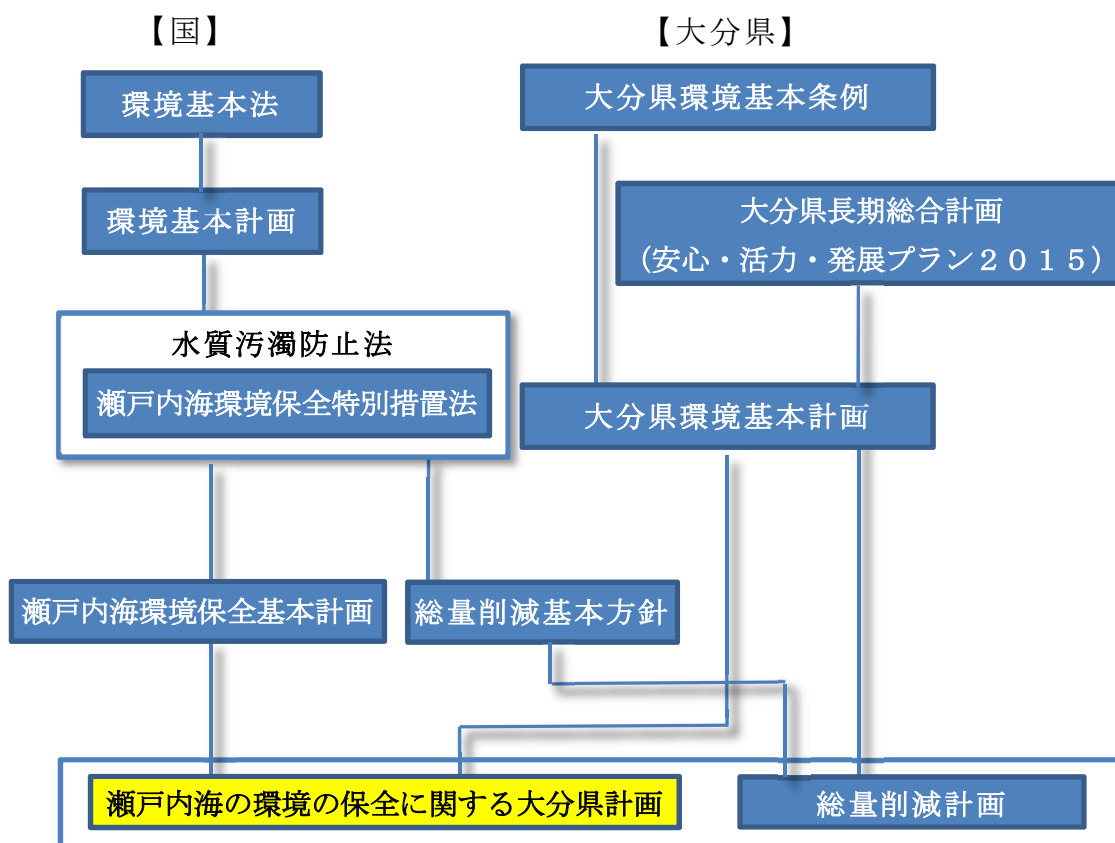 【国】
【大分県】
環境基本法
大分県環境基本条例
環境基本計画
大分県長期総合計画
（安心・活力・発展プラン２０１５）
水質汚濁防止法
瀬戸内海環境保全特別措置法
大分県環境基本計画
瀬戸内海環境保全基本計画
総量削減基本方針
瀬戸内海の環境の保全に関する大分県計画
総量削減計画